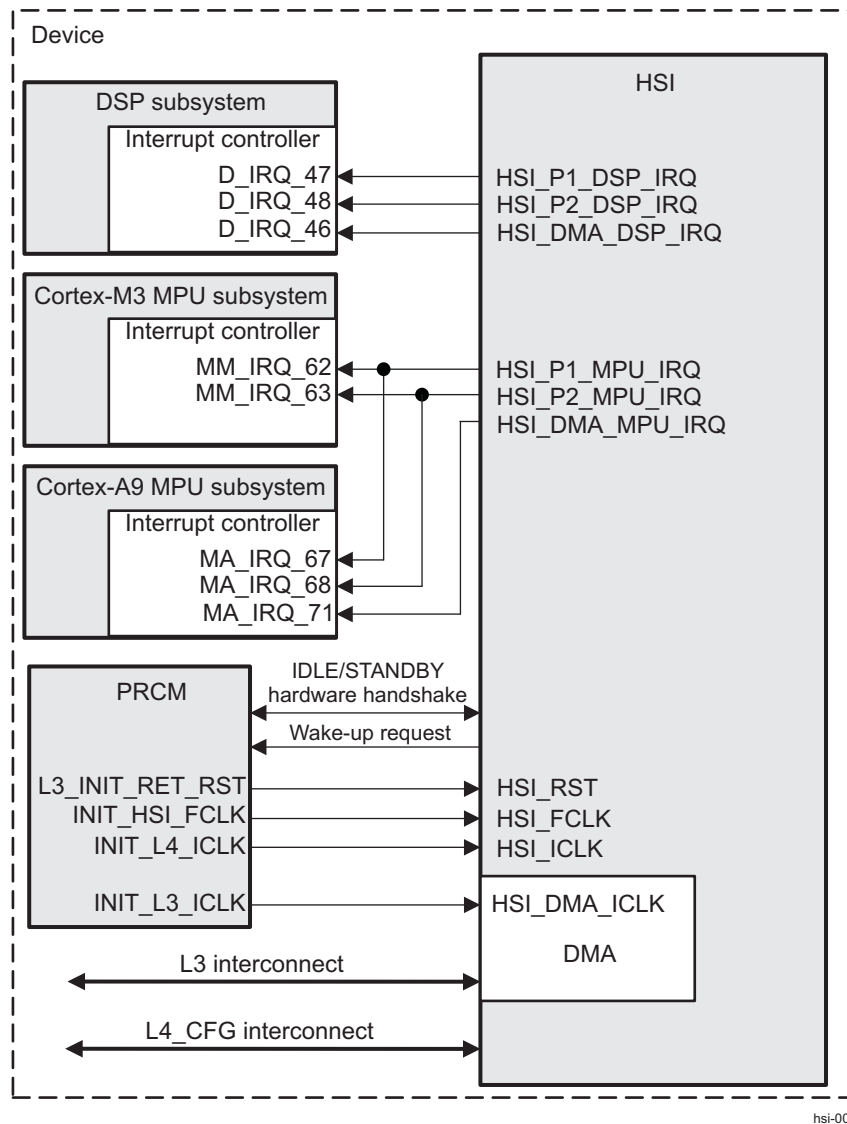 Device
HSI
DSP subsystem
Interrupt controller
D_IRQ_47
D_IRQ_48
D_IRQ_46
HSI_P1_DSP_IRQ
HSI_P2_DSP_IRQ
HSI_DMA_DSP_IRQ
Cortex-M3 MPU subsystem
Interrupt controller
MM_IRQ_62
MM_IRQ_63
HSI_P1_MPU_IRQ
HSI_P2_MPU_IRQ
HSI_DMA_MPU_IRQ
Cortex-A9 MPU subsystem
Interrupt controller
MA_IRQ_67
MA_IRQ_68
MA_IRQ_71
PRCM
IDLE/STANDBY
hardware handshake
Wake-up request
L3_INIT_RET_RST
INIT_HSI_FCLK
INIT_L4_ICLK
INIT_L3_ICLK
HSI_RST
HSI_FCLK
HSI_ICLK
HSI_DMA_ICLK
DMA
L3 interconnect
L4_CFG interconnect
hsi-00